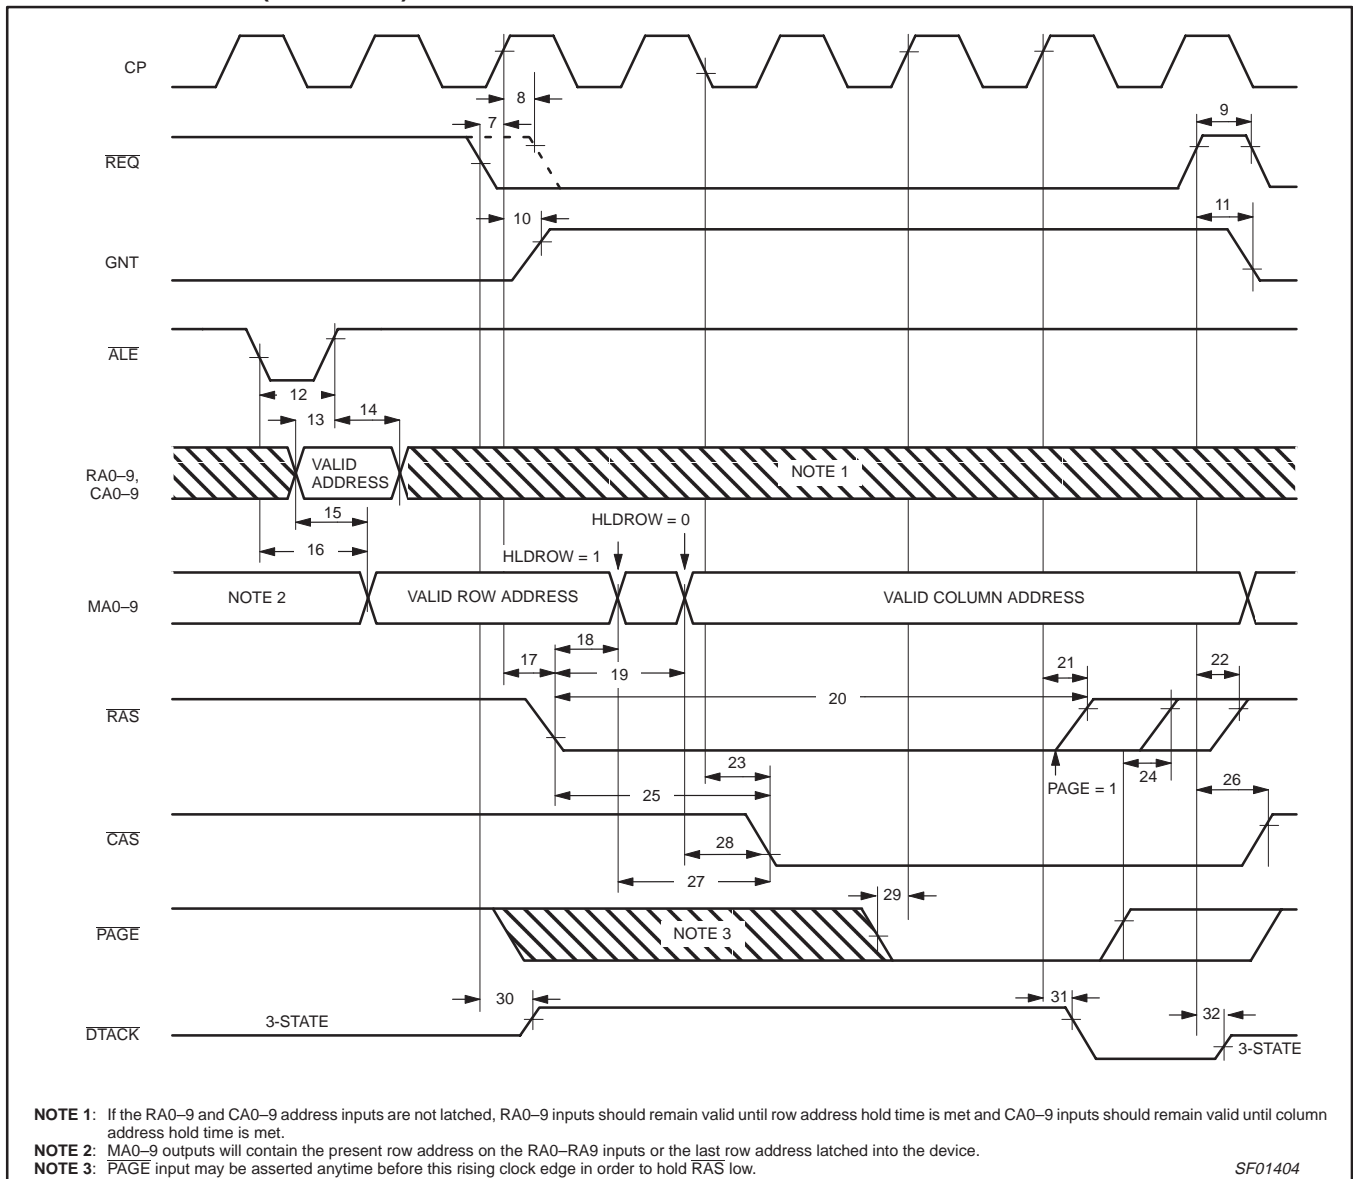 CP
8
7
9
REQ
10
11
GNT
ALE
12
13
14
RA0–9,
CA0–9
VALID
ADDRESS
NOTE 1
15
HLDROW = 0
16
HLDROW = 1
MA0–9
NOTE 2
VALID ROW ADDRESS
VALID COLUMN ADDRESS
18
17
19
21
22
20
RAS
23
24
PAGE = 1
25
26
CAS
28
27
29
PAGE
NOTE 3
30
31
32
3-STATE
DTACK
3-STATE
NOTE 1: If the RA0–9 and CA0–9 address inputs are not latched, RA0–9 inputs should remain valid until row address hold time is met and CA0–9 inputs should remain valid until column
address hold time is met.
NOTE 2: MA0–9 outputs will contain the present row address on the RA0–RA9 inputs or the last row address latched into the device.
NOTE 3: PAGE input may be asserted anytime before this rising clock edge in order to hold RAS low.
SF01404